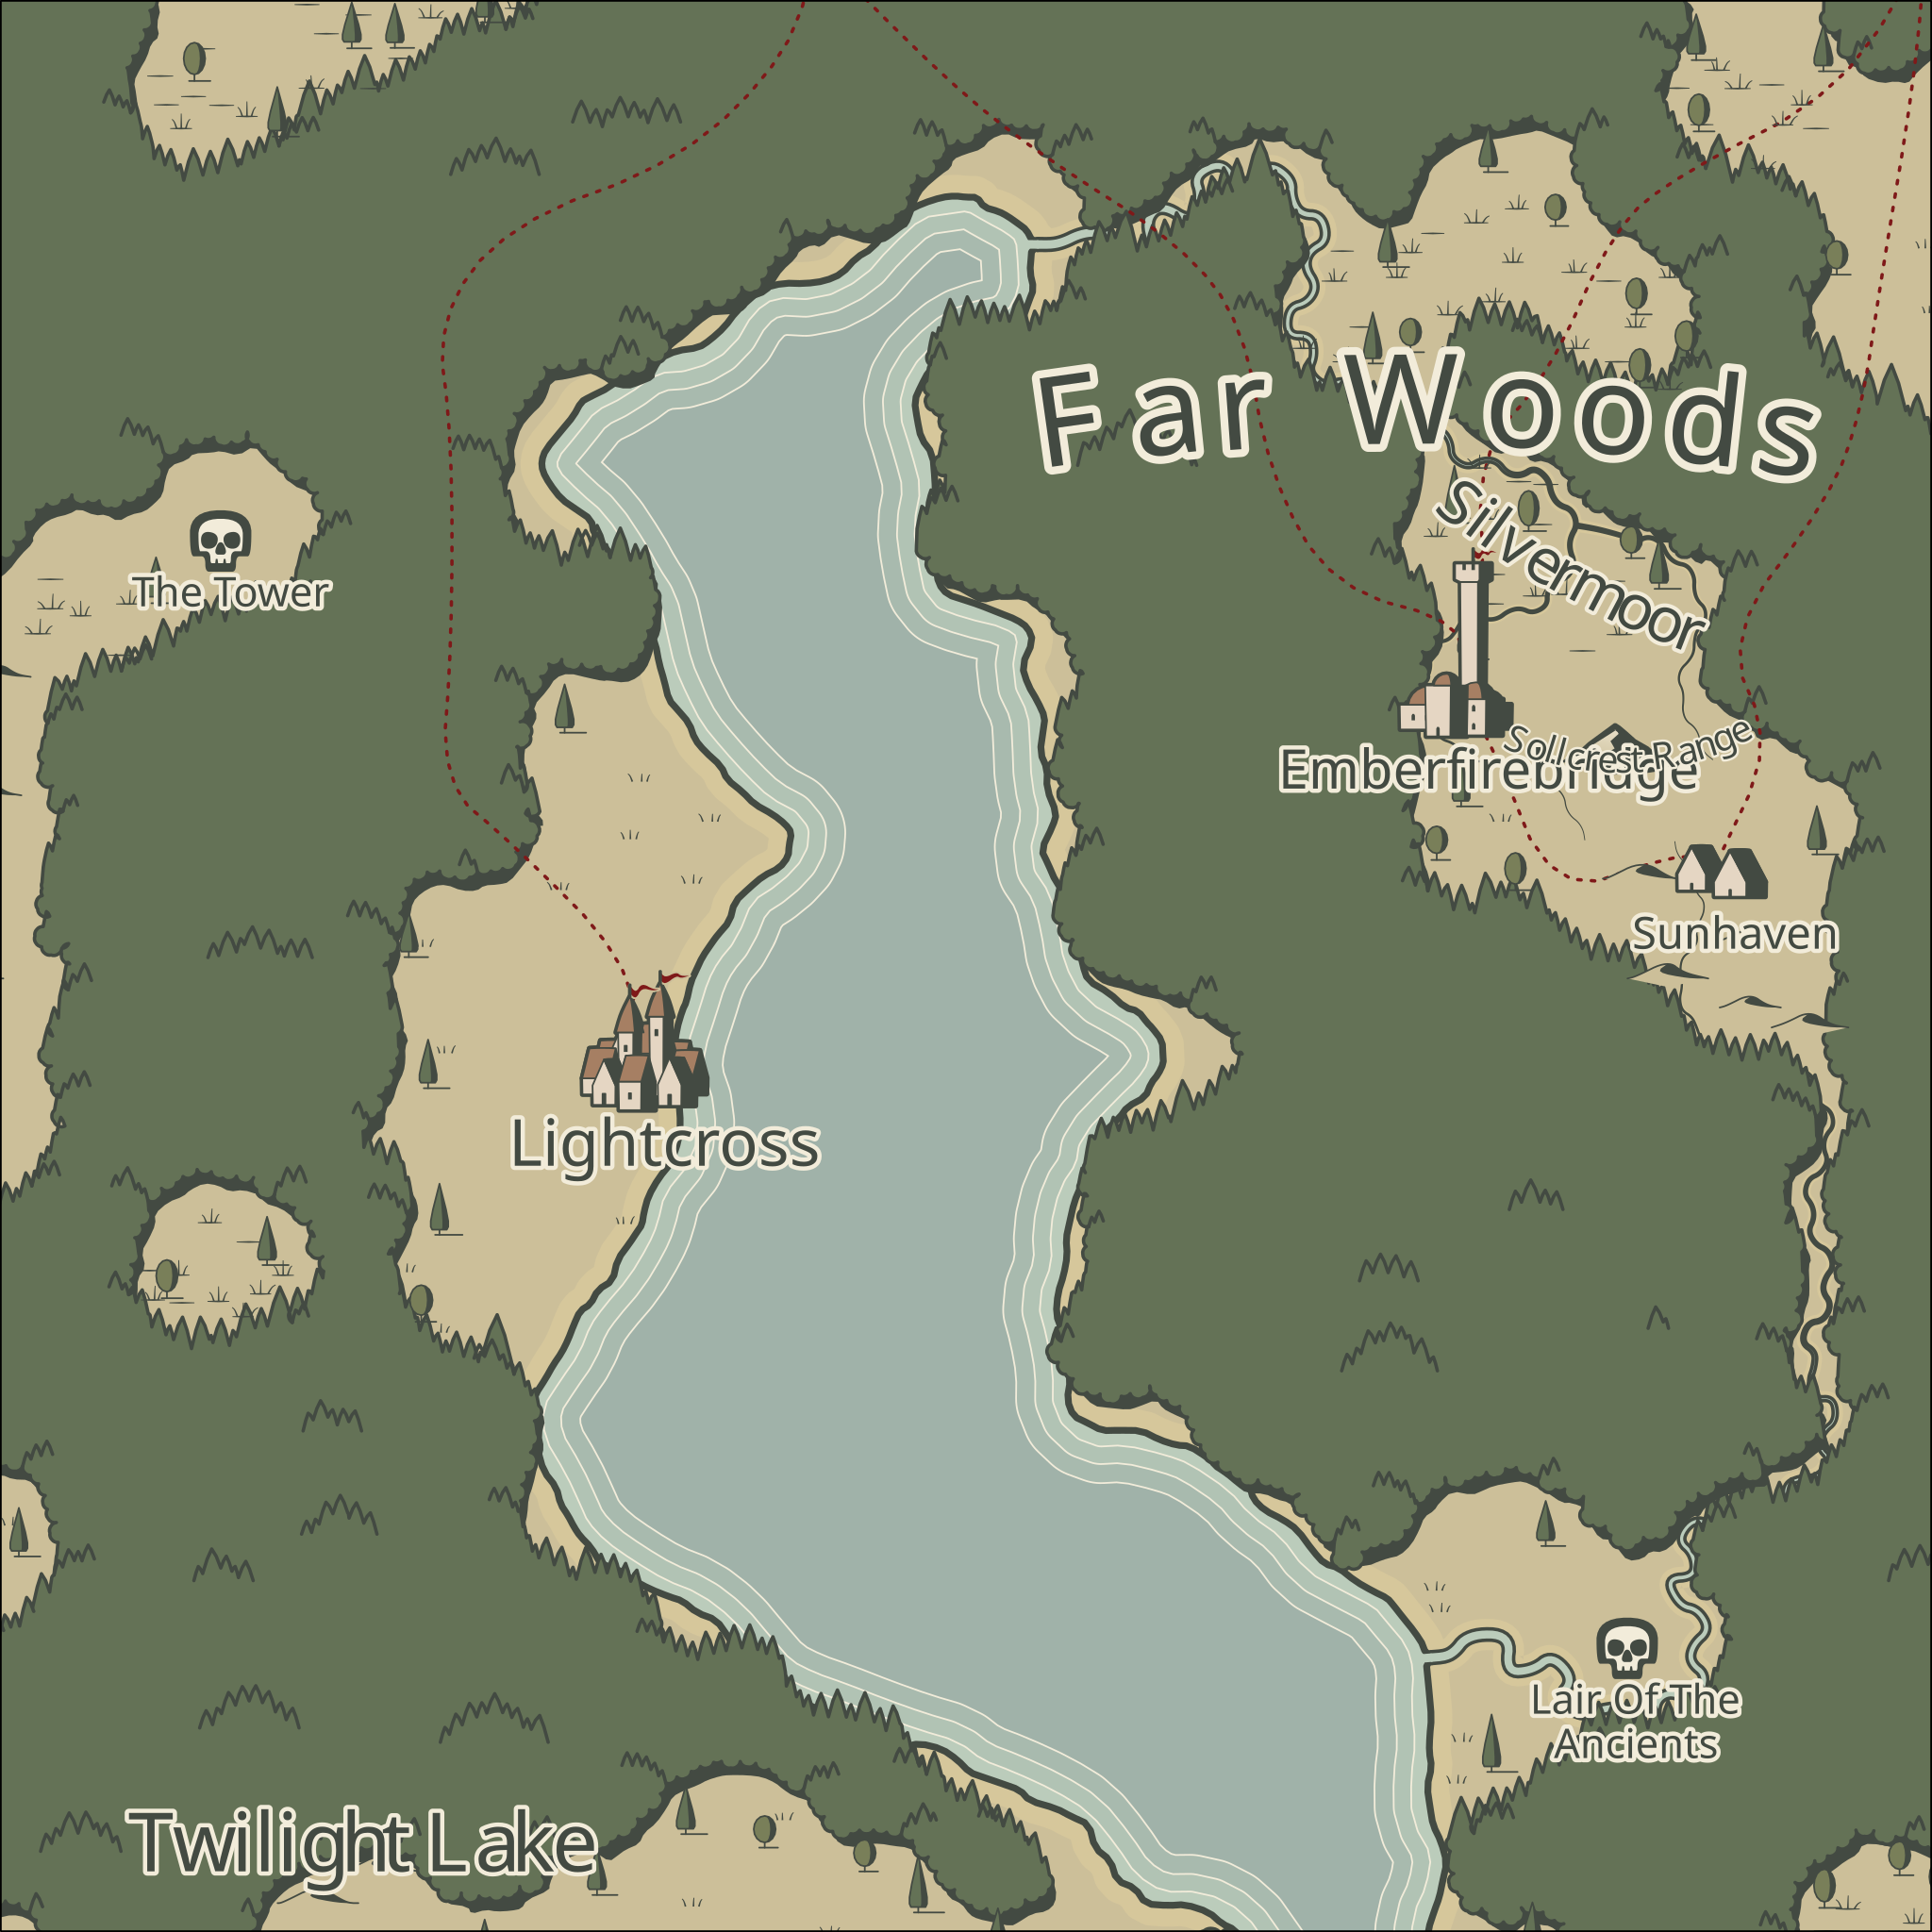 Far Woods
Silvermoor
The Tower
Sollcrest Range
Emberfirebridge
Sunhaven
Lightcross
Lair Of The
Ancients
Twilight Lake